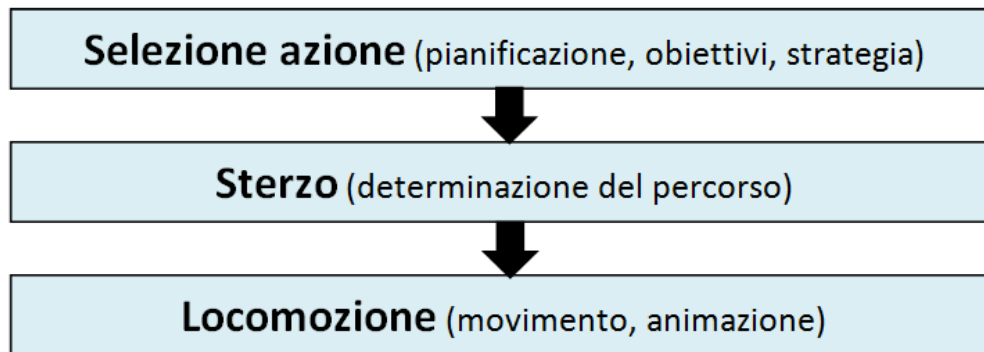 Selezione azione (pianificazione, obiettivi, strategia)
Sterzo (determinazione del percorso)
Locomozione (movimento, animazione)